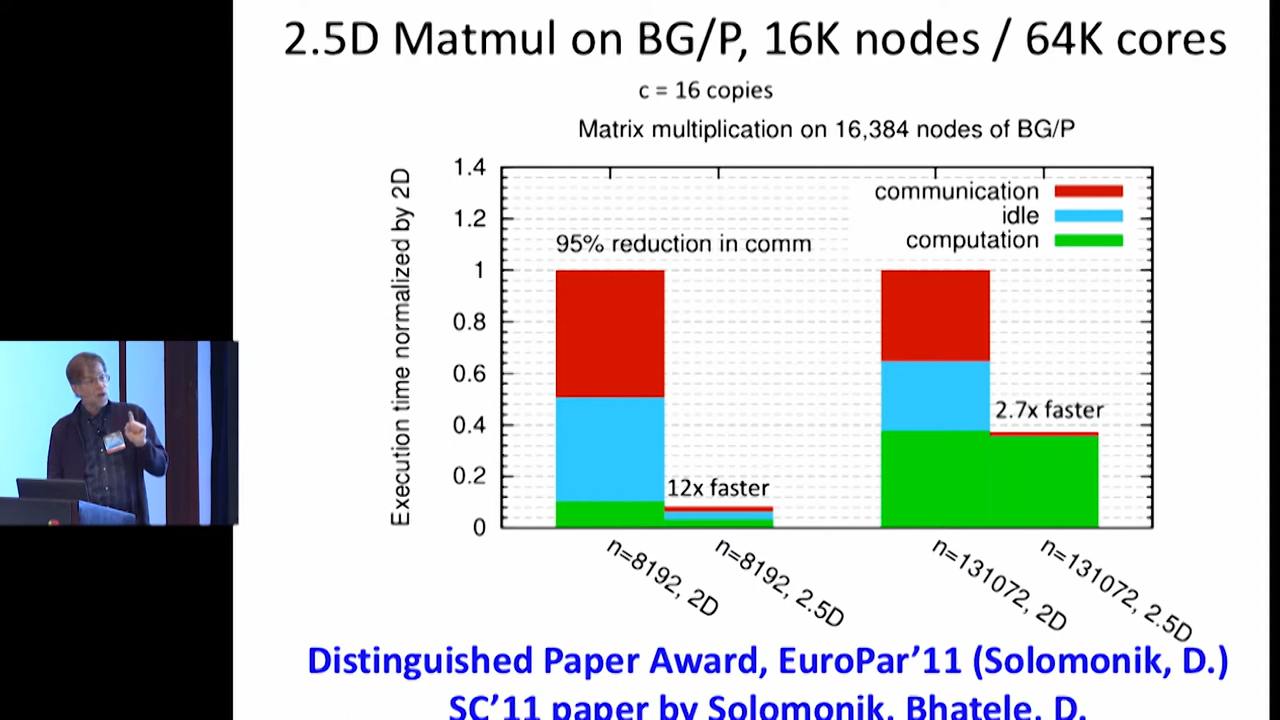 2.5D Matmul on BG/P, 16K nodes / 64K cores
c = 16 copies
Matrix multiplication on 16,384 nodes of BG/P
Execution time normalized by 2D
1.4
1.2
1
0.8
0.6
0.4
0.2
0
communication
idle
computation
95% reduction in comm
12x faster
2.7x faster
n=8192, 2D
n=8192, 2.5D
n=131072, 2D
n=131072, 2.5D
Distinguished Paper Award, EuroPar’11 (Solomonik, D.)
SC’11 paper by Solomonik, Bhatele, D.